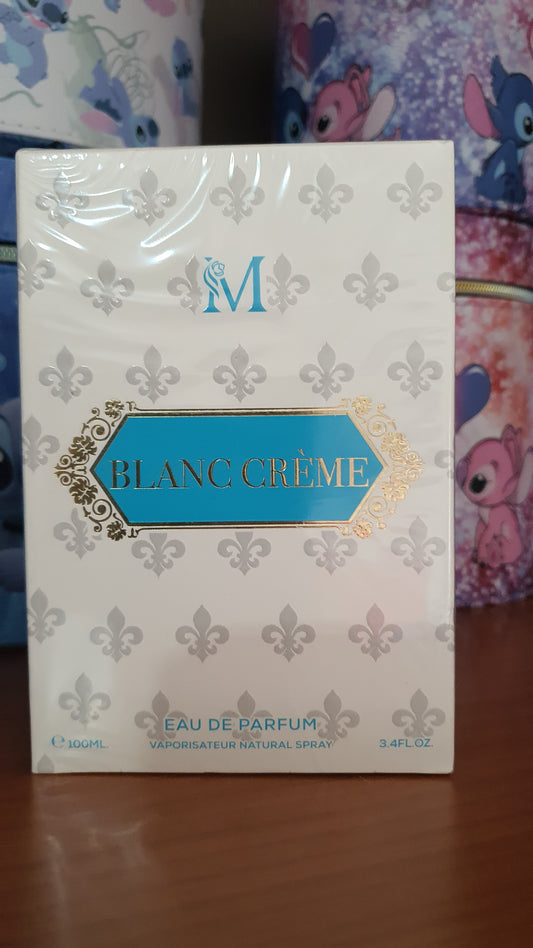 M
BLANC CRÈME
EAU DE PARFUM
℮ 100ML. VAPORISATEUR NATURAL SPRAY 3.4FL.OZ.